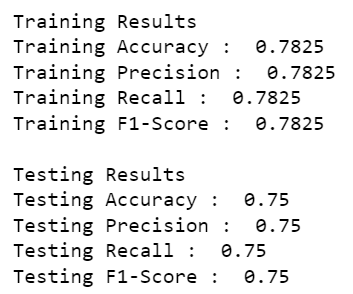 Training Results
Training Accuracy :  0.7825
Training Precision :  0.7825
Training Recall :  0.7825
Training F1-Score :  0.7825

Testing Results
Testing Accuracy :  0.75
Testing Precision :  0.75
Testing Recall :  0.75
Testing F1-Score :  0.75